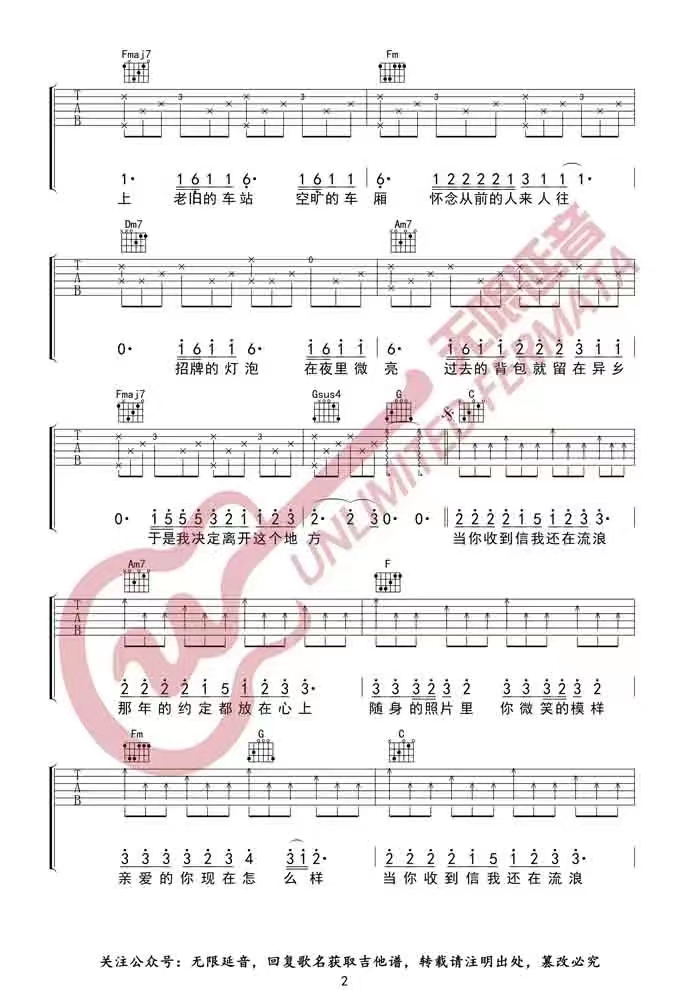 Fmaj7 Fm
T A B 3 3 3 3
1· 1 6 1 1 6· 1 6 1 1 6· 1 2 2 2 2 1 3 1 1·
上 老旧的车站 空旷的车厢 怀念从前的人来人往
Dm7 Am7
T A B 0
0· 1 6 1 1 6· 1 6 1 1 6· 1 6 1 1 2 2 2 3 1 1
招牌的灯泡 在夜里微亮 过去的背包就留在异乡
Fmaj7 Gsus4 G C
T A B 3 3
0· 1 5 5 5 3 2 1 1 2 3 2· 2 3 0· 0· 2 2 2 2 1 5 1 2 3 3·
于是我决定离开这个地方 当你收到信我还在流浪
Am7 F
T A B
2 2 2 2 1 5 1 2 3 2 3 3 3 2 3 2 3 3 3 2 3 2
那年的约定都放在心上 随身的照片里 你微笑的模样
Fm G C
T A B
3 3 3 3 2 3 4 3 1 2· 2 2 2 2 1 5 1 2 3 3·
亲爱的你现在怎么样 当你收到信我还在流浪
无限延音
UNLIMITED FERMATA
关注公众号：无限延音，回复歌名获取吉他谱，转载请注明出处，篡改必究
2